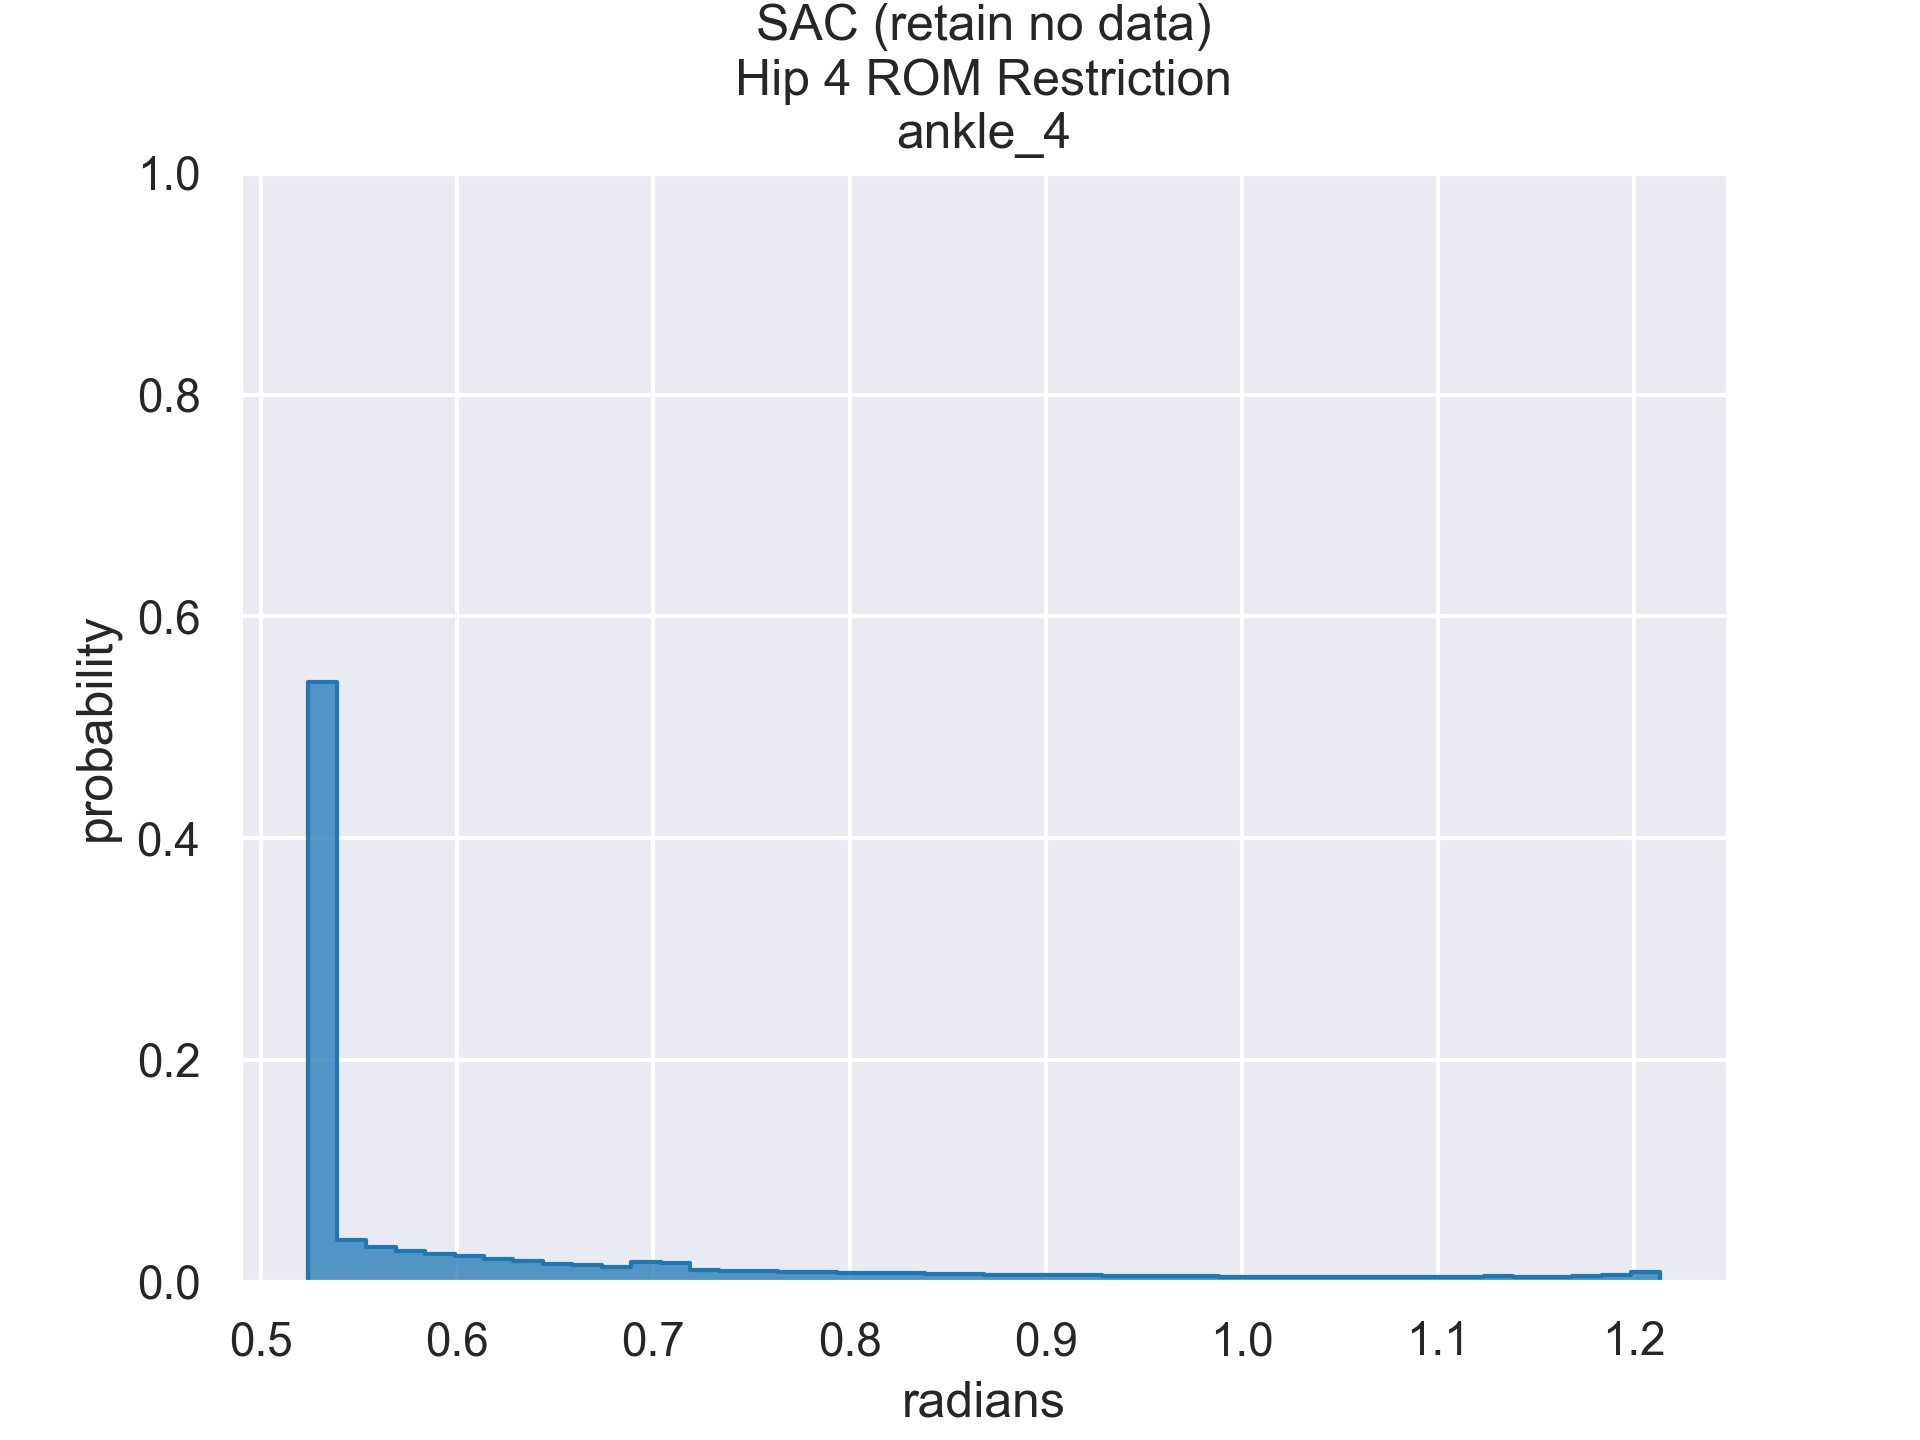 SAC (retain no data)
Hip 4 ROM Restriction
ankle_4
1.0
0.8
0.6
0.4
0.2
0.0
probability
0.5 0.6 0.7 0.8 0.9 1.0 1.1 1.2
radians